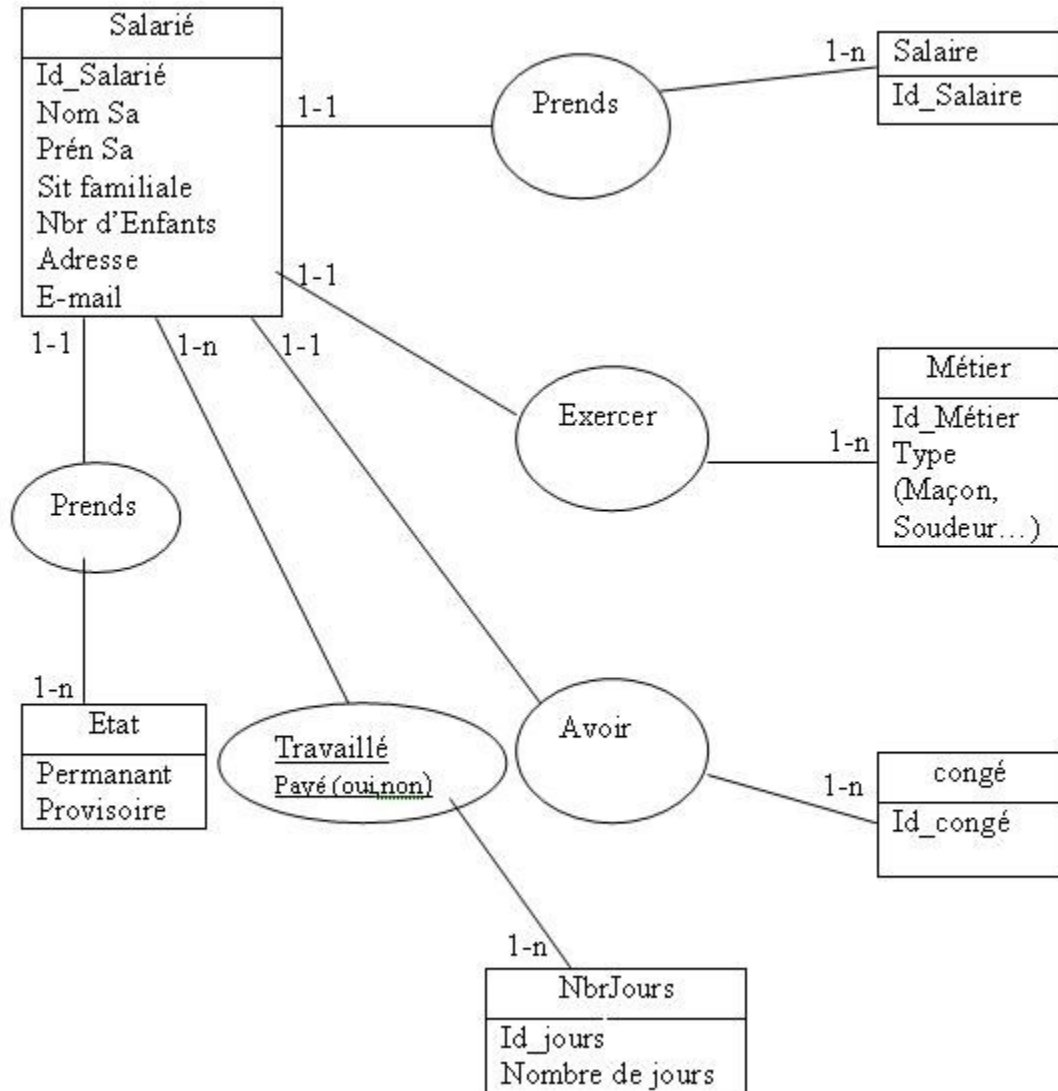 Salarié
Id_Salarié
Nom Sa
Prén Sa
Sit familiale
Nbr d'Enfants
Adresse
E-mail
1-1
Prends
1-n
Salaire
Id_Salaire
1-1
Exercer
1-n
Métier
Id_Métier
Type
(Maçon,
Soudeur…)
1-1
1-n
1-1
Prends
1-n
Etat
Permanant
Provisoire
Travaillé
Payé (oui,non)
Avoir
1-n
congé
Id_congé
1-n
NbrJours
Id_jours
Nombre de jours